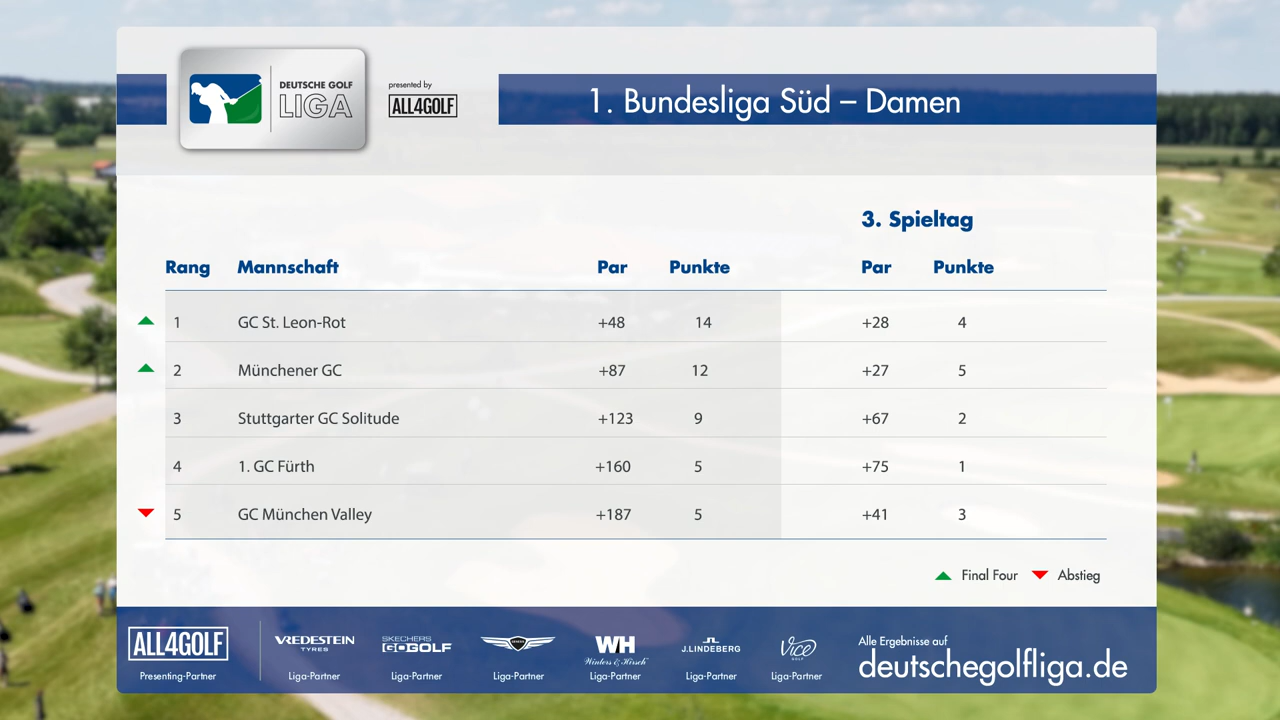 DEUTSCHE GOLF
LIGA
presented by
ALL4GOLF
1. Bundesliga Süd – Damen
3. Spieltag
Rang Mannschaft Par Punkte Par Punkte
1 GC St. Leon-Rot +48 14 +28 4
2 Münchener GC +87 12 +27 5
3 Stuttgarter GC Solitude +123 9 +67 2
4 1. GC Fürth +160 5 +75 1
5 GC München Valley +187 5 +41 3
Final Four Abstieg
ALL4GOLF
Presenting-Partner
VREDESTEIN
TYRES
Liga-Partner
SKECHERS
GO GOLF
Liga-Partner
Liga-Partner
WH
Winters & Hirsch
Liga-Partner
J.LINDEBERG
Liga-Partner
Vice
GOLF
Liga-Partner
Alle Ergebnisse auf
deutschegolfliga.de